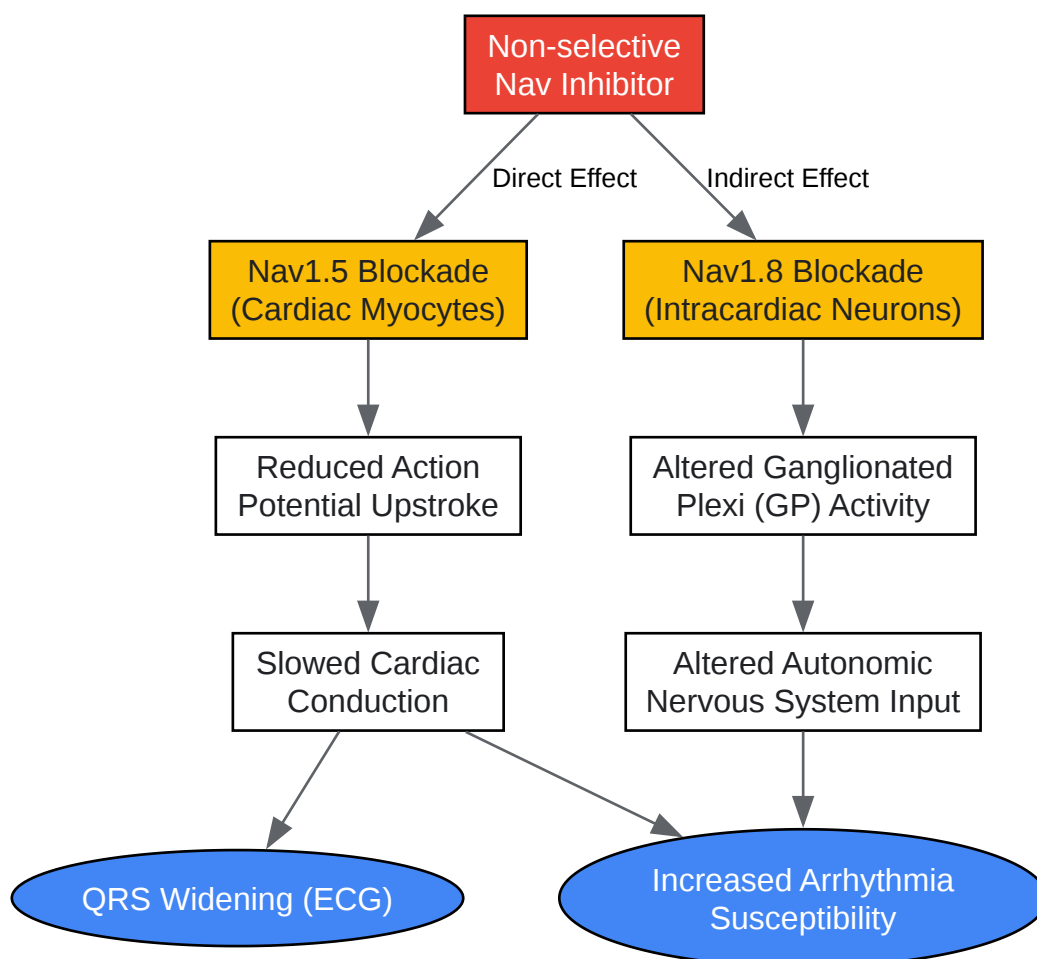 Non-selective
Nav Inhibitor
Direct Effect
Indirect Effect
Nav1.5 Blockade
(Cardiac Myocytes)
Nav1.8 Blockade
(Intracardiac Neurons)
Reduced Action
Potential Upstroke
Altered Ganglionated
Plexi (GP) Activity
Slowed Cardiac
Conduction
Altered Autonomic
Nervous System Input
QRS Widening (ECG)
Increased Arrhythmia
Susceptibility